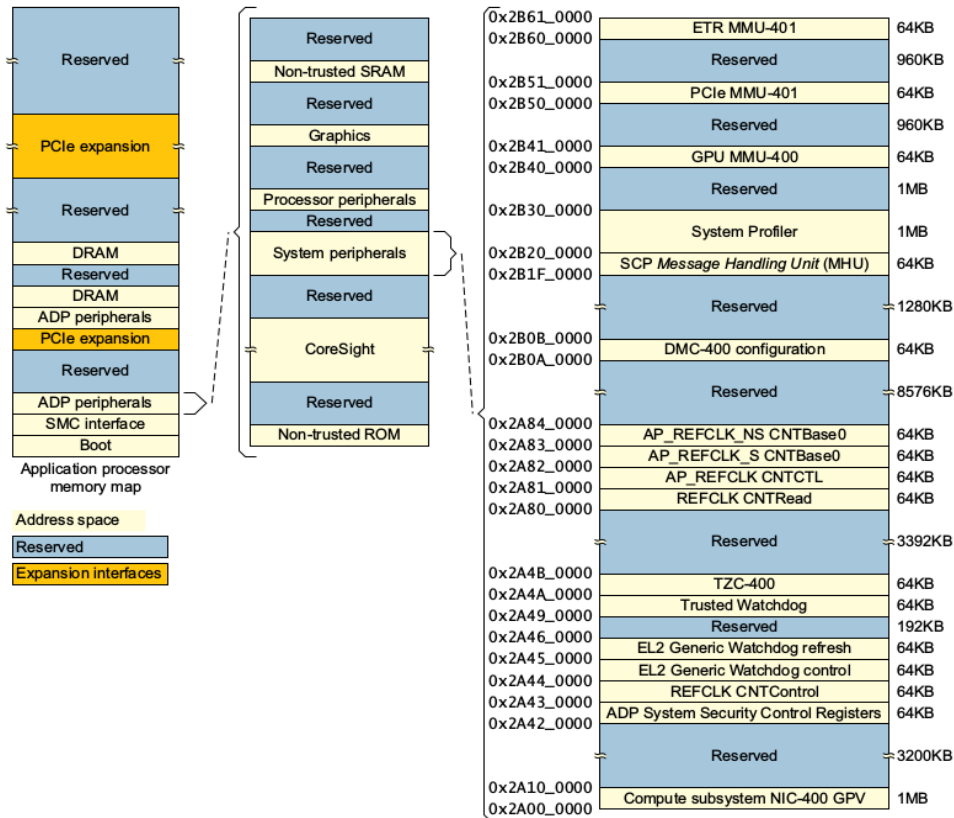 Reserved
PCIe expansion
Reserved
DRAM
Reserved
DRAM
ADP peripherals
PCIe expansion
Reserved
ADP peripherals
SMC interface
Boot
Application processor
memory map
Address space
Reserved
Expansion interfaces
Reserved
Non-trusted SRAM
Reserved
Graphics
Reserved
Processor peripherals
Reserved
System peripherals
Reserved
CoreSight
Reserved
Non-trusted ROM
0x2B61_0000
ETR MMU-401 64KB
0x2B60_0000
Reserved 960KB
0x2B51_0000
PCIe MMU-401 64KB
0x2B50_0000
Reserved 960KB
0x2B41_0000
GPU MMU-400 64KB
0x2B40_0000
Reserved 1MB
0x2B30_0000
System Profiler 1MB
0x2B20_0000
SCP Message Handling Unit (MHU) 64KB
0x2B1F_0000
Reserved 1280KB
0x2B0B_0000
DMC-400 configuration 64KB
0x2B0A_0000
Reserved 8576KB
0x2A84_0000
AP_REFCLK_NS CNTBase0 64KB
0x2A83_0000
AP_REFCLK_S CNTBase0 64KB
0x2A82_0000
AP_REFCLK CNTCTL 64KB
0x2A81_0000
REFCLK CNTRead 64KB
0x2A80_0000
Reserved 3392KB
0x2A4B_0000
TZC-400 64KB
0x2A4A_0000
Trusted Watchdog 64KB
0x2A49_0000
Reserved 192KB
0x2A46_0000
EL2 Generic Watchdog refresh 64KB
0x2A45_0000
EL2 Generic Watchdog control 64KB
0x2A44_0000
REFCLK CNTControl 64KB
0x2A43_0000
ADP System Security Control Registers 64KB
0x2A42_0000
Reserved 3200KB
0x2A10_0000
Compute subsystem NIC-400 GPV 1MB
0x2A00_0000